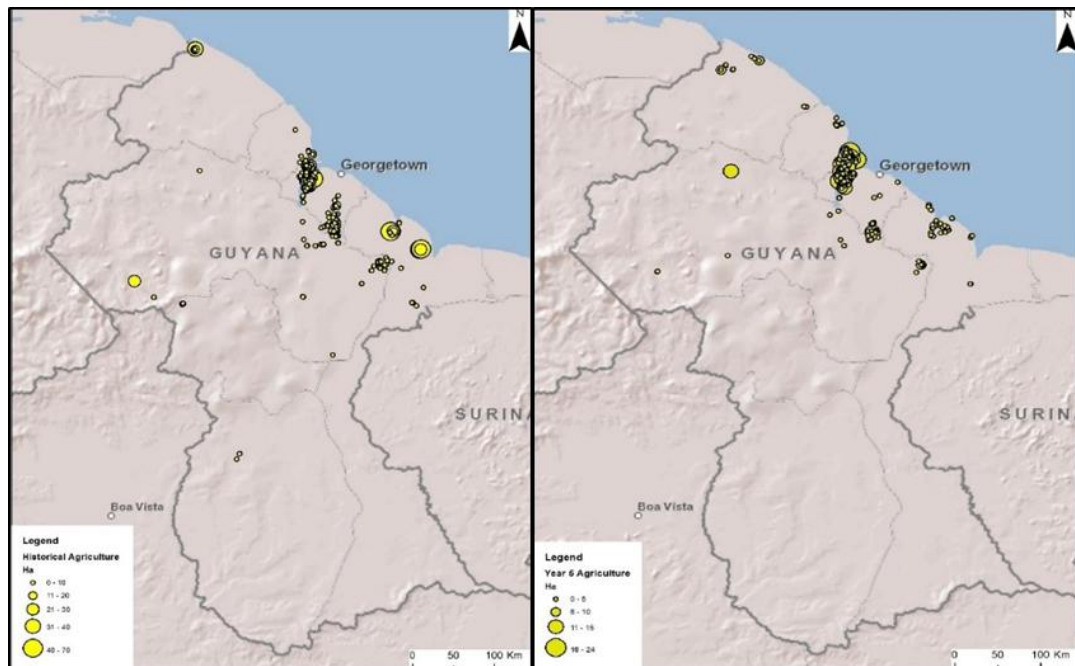 N
Georgetown
GUYANA
SURINA
Boa Vista
Legend
Historical Agriculture
Ha
0 - 10
11 - 20
21 - 30
31 - 40
40 - 70
0 50 100 Km
N
Georgetown
GUYANA
SURIN
Boa Vista
Legend
Year 6 Agriculture
Ha
0 - 5
6 - 10
11 - 15
16 - 24
0 50 100 Km